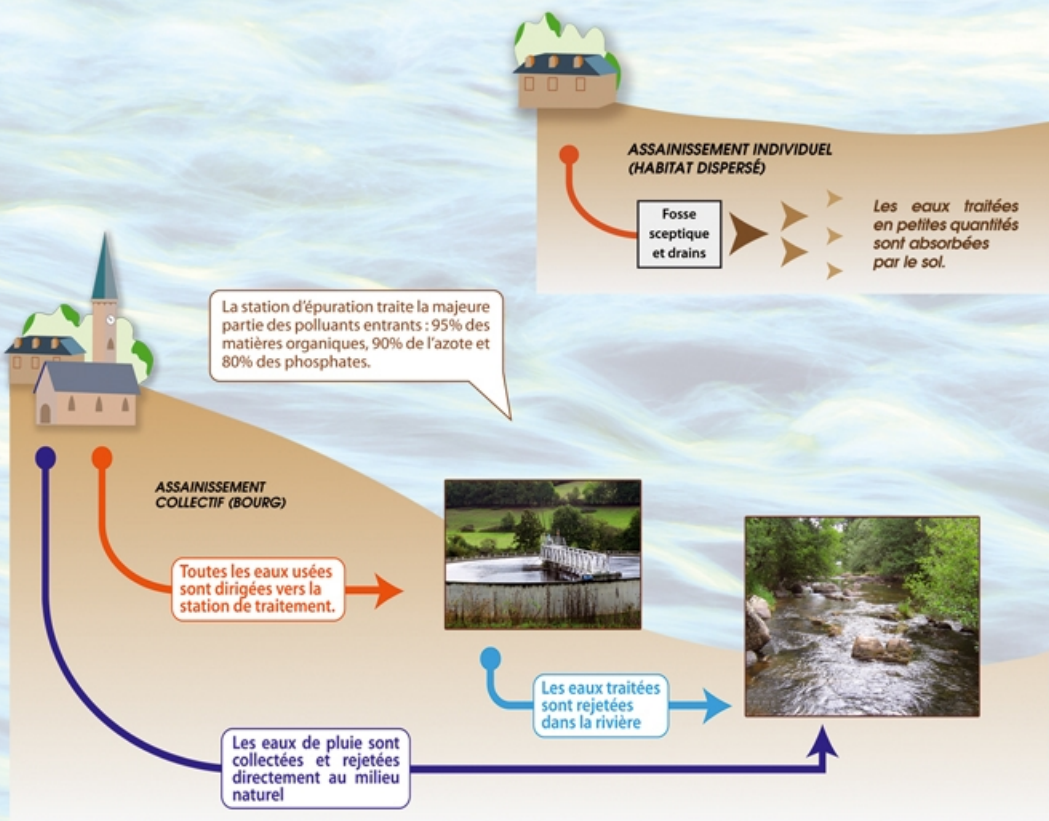 ASSAINISSEMENT INDIVIDUEL
(HABITAT DISPERSÉ)
Fosse
sceptique
et drains
Les eaux traitées
en petites quantités
sont absorbées
par le sol.
La station d'épuration traite la majeure
partie des polluants entrants : 95% des
matières organiques, 90% de l'azote et
80% des phosphates.
ASSAINISSEMENT
COLLECTIF (BOURG)
Toutes les eaux usées
sont dirigées vers la
station de traitement.
Les eaux traitées
sont rejetées
dans la rivière
Les eaux de pluie sont
collectées et rejetées
directement au milieu
naturel